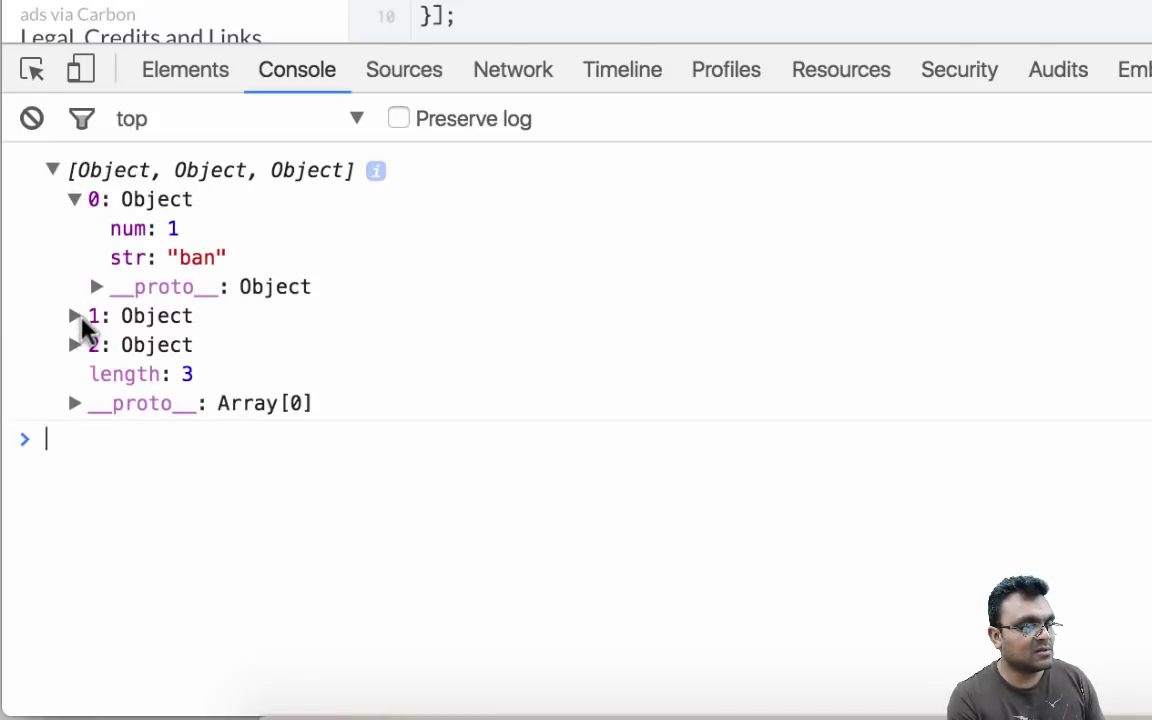 ads via Carbon
Legal, Credits and Links
10 }];
Elements Console Sources Network Timeline Profiles Resources Security Audits Emb
top ▼ Preserve log
▼ [Object, Object, Object] i
▼ 0: Object
num: 1
str: "ban"
▶ __proto__: Object
▶ 1: Object
▶ 2: Object
length: 3
▶ __proto__: Array[0]
>